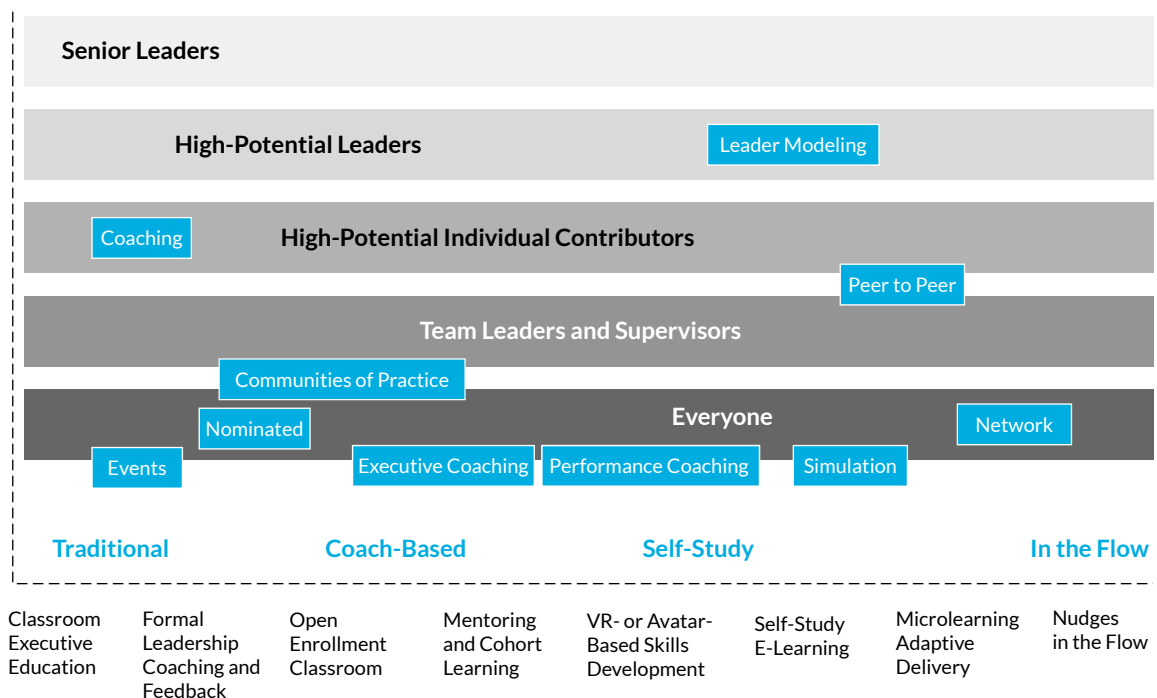 Senior Leaders
High-Potential Leaders
Leader Modeling
Coaching
High-Potential Individual Contributors
Peer to Peer
Team Leaders and Supervisors
Communities of Practice
Everyone
Nominated
Network
Events
Executive Coaching
Performance Coaching
Simulation
Traditional
Coach-Based
Self-Study
In the Flow
Classroom
Executive
Education
Formal
Leadership
Coaching and
Feedback
Open
Enrollment
Classroom
Mentoring
and Cohort
Learning
VR- or Avatar-
Based Skills
Development
Self-Study
E-Learning
Microlearning
Adaptive
Delivery
Nudges
in the Flow